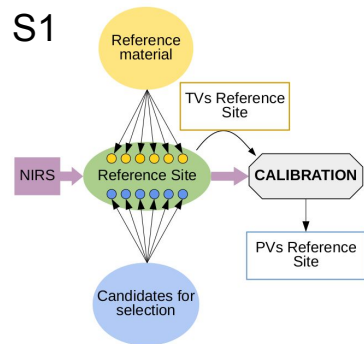 S1
Reference
material
TVs Reference
Site
NIRS
Reference Site
CALIBRATION
PVs Reference
Site
Candidates for
selection